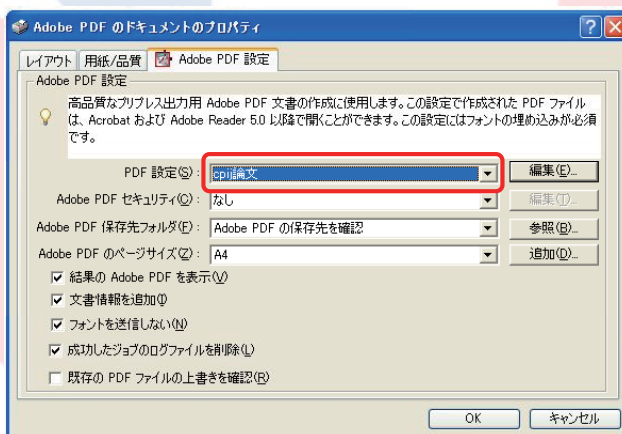 Adobe PDF のドキュメントのプロパティ
レイアウト 用紙/品質 Adobe PDF 設定
Adobe PDF 設定
高品質なプリプレス出力用 Adobe PDF 文書の作成に使用します。この設定で作成された PDF ファイル
は、Acrobat および Adobe Reader 5.0 以降で開くことができます。この設定にはフォントの埋め込みが必須
です。
PDF 設定(S): cpij論文 編集(E)...
Adobe PDF セキュリティ(C): なし 編集(T)...
Adobe PDF 保存先フォルダ(F): Adobe PDF の保存先を確認 参照(B)...
Adobe PDF のページサイズ(Z): A4 追加(D)...
結果の Adobe PDF を表示(V)
文書情報を追加(I)
フォントを送信しない(N)
成功したジョブのログファイルを削除(L)
既存の PDF ファイルの上書きを確認(R)
OK キャンセル